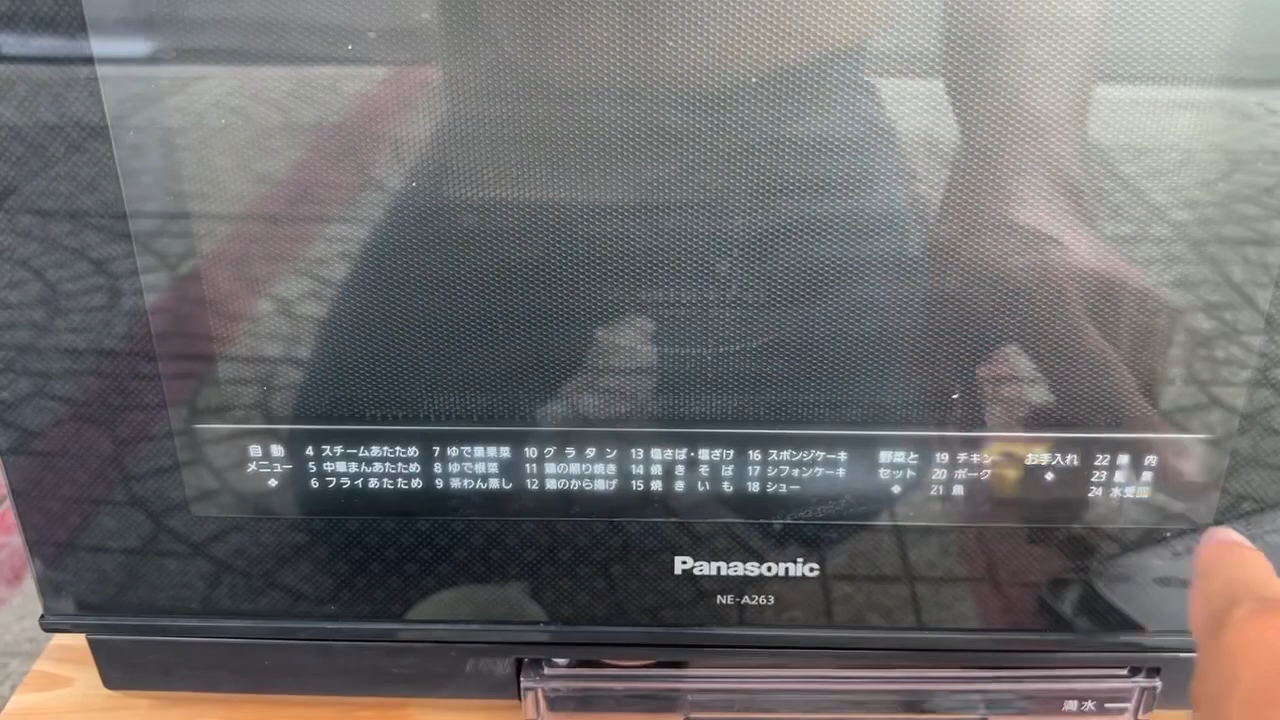 自動 4 スチームあたため 7 ゆで葉果菜 10 グラタン 13 塩さば・塩ざけ 16 スポンジケーキ 野菜と 19 チキン お手入れ 22 庫内
メニュー 5 中華まんあたため 8 ゆで根菜 11 鶏の照り焼き 14 焼きそば 17 シフォンケーキ セット 20 ポーク 23
6 フライあたため 9 茶わん蒸し 12 鶏のから揚げ 15 焼きいも 18 シュー 21 魚 24 水受皿
Panasonic
NE-A263
満水